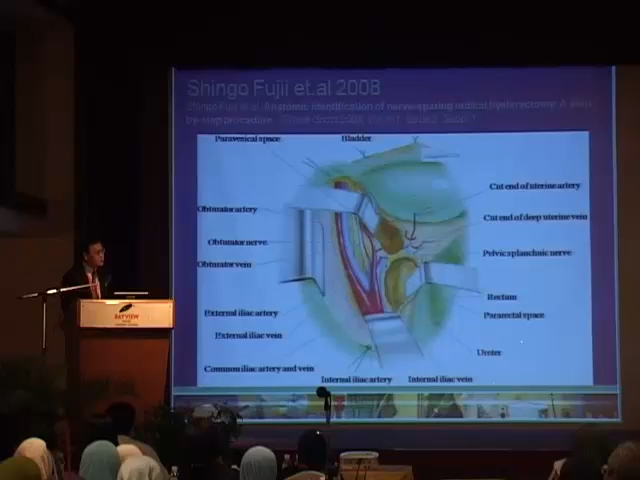 Shingo Fujii et.al 2008
Shingo Fujii et.al. Anatomic identification of nerve-sparing radical hysterectomy: A step-
by-step procedure.
Paravesical space
Bladder
Cut end of uterine artery
Obturator artery
Cut end of deep uterine vein
Obturator nerve
Pelvic splanchnic nerve
Obturator vein
Rectum
External iliac artery
Pararectal space
External iliac vein
Ureter
Common iliac artery and vein
Internal iliac artery
Internal iliac vein
BAYVIEW